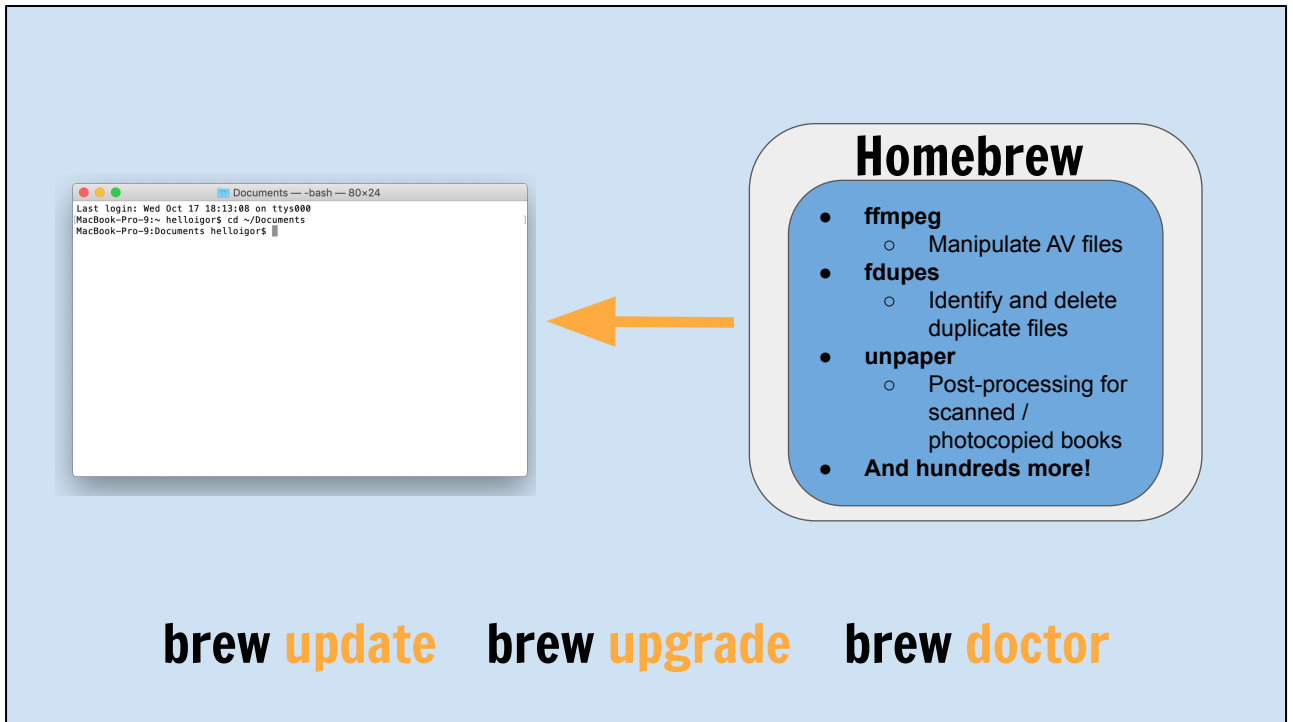 Documents — -bash — 80×24
Last login: Wed Oct 17 18:13:08 on ttys000
[MacBook-Pro-9:~ helloigor$ cd ~/Documents ]
MacBook-Pro-9:Documents helloigor$
Homebrew
● ffmpeg
○ Manipulate AV files
● fdupes
○ Identify and delete
duplicate files
● unpaper
○ Post-processing for
scanned /
photocopied books
● And hundreds more!
brew update brew upgrade brew doctor